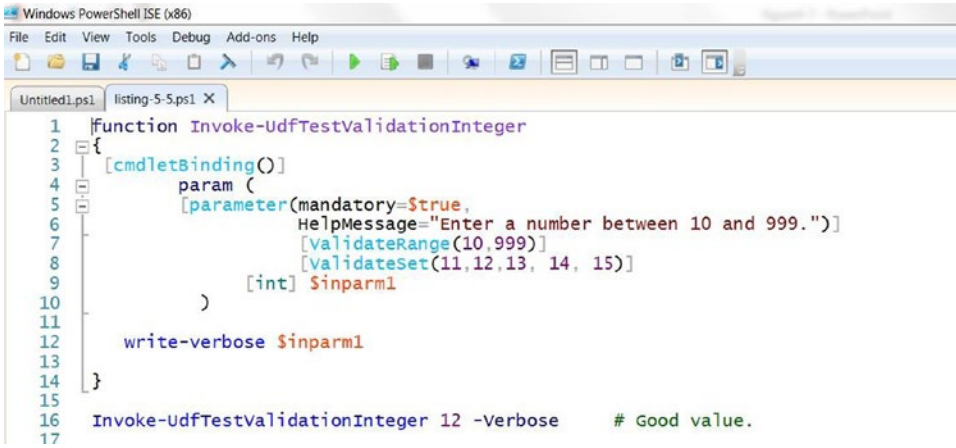 Windows PowerShell ISE (x86)
File Edit View Tools Debug Add-ons Help
Untitled1.ps1 listing-5-5.ps1 X
1 function Invoke-UdfTestValidationInteger
2 {
3 [cmdletBinding()]
4 param (
5 [parameter(mandatory=$true,
6 HelpMessage="Enter a number between 10 and 999.")]
7 [ValidateRange(10,999)]
8 [ValidateSet(11,12,13, 14, 15)]
9 [int] $inparm1
10 )
11
12 write-verbose $inparm1
13
14 }
15
16 Invoke-UdfTestValidationInteger 12 -Verbose # Good value.
17